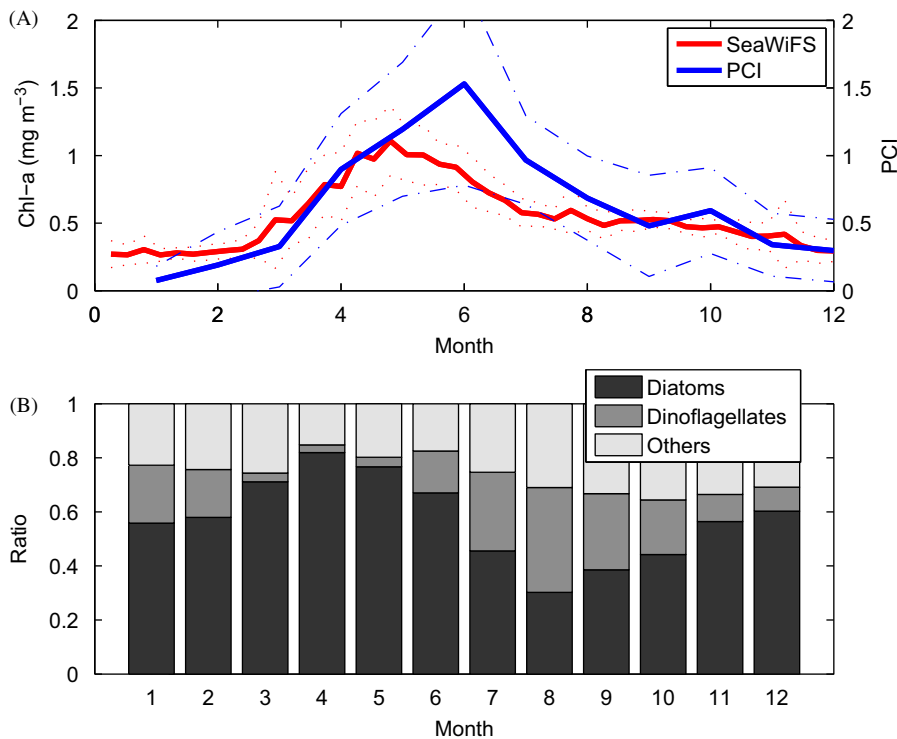 (A)
2
1.5
1
0.5
0
Chl-a (mg m⁻³)
2
1.5
1
0.5
0
PCI
SeaWiFS
PCI
0 2 4 6 8 10 12
Month
(B)
1
0.8
0.6
0.4
0.2
0
Ratio
Diatoms
Dinoflagellates
Others
1 2 3 4 5 6 7 8 9 10 11 12
Month